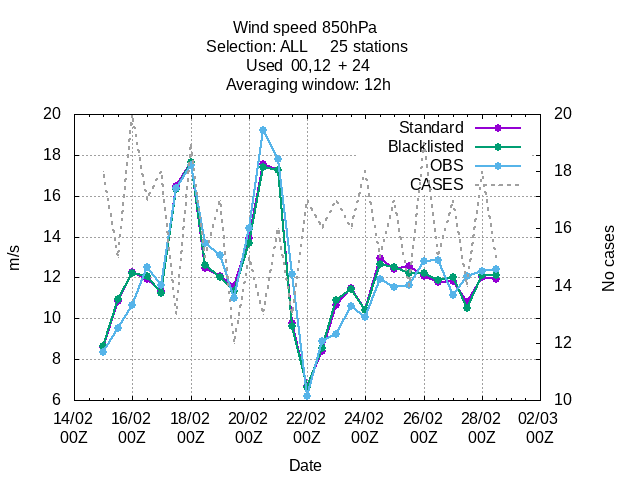 Wind speed 850hPa
Selection: ALL 25 stations
Used 00,12 + 24
Averaging window: 12h
20 20
Standard
Blacklisted
OBS
CASES
18 18
16 16
14 14
12 12
10
8
6 10
m/s
No cases
14/02 16/02 18/02 20/02 22/02 24/02 26/02 28/02 02/03
00Z 00Z 00Z 00Z 00Z 00Z 00Z 00Z 00Z
Date